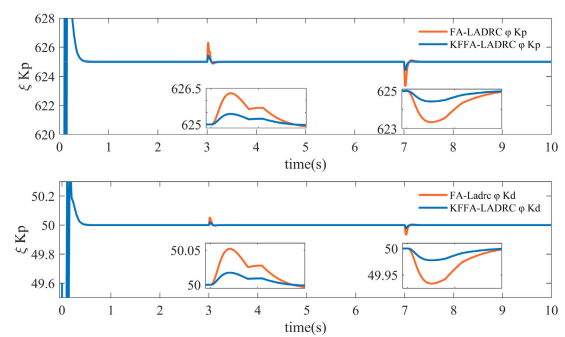 628
626
624
622
620
ξ Kp
FA-LADRC φ Kp
KFFA-LADRC φ Kp
626.5
625
625
623
0 1 2 3 4 5 6 7 8 9 10
time(s)
50.2
50
49.8
49.6
ξ Kp
FA-Ladrc φ Kd
KFFA-LADRC φ Kd
50.05
50
50
49.95
0 1 2 3 4 5 6 7 8 9 10
time(s)